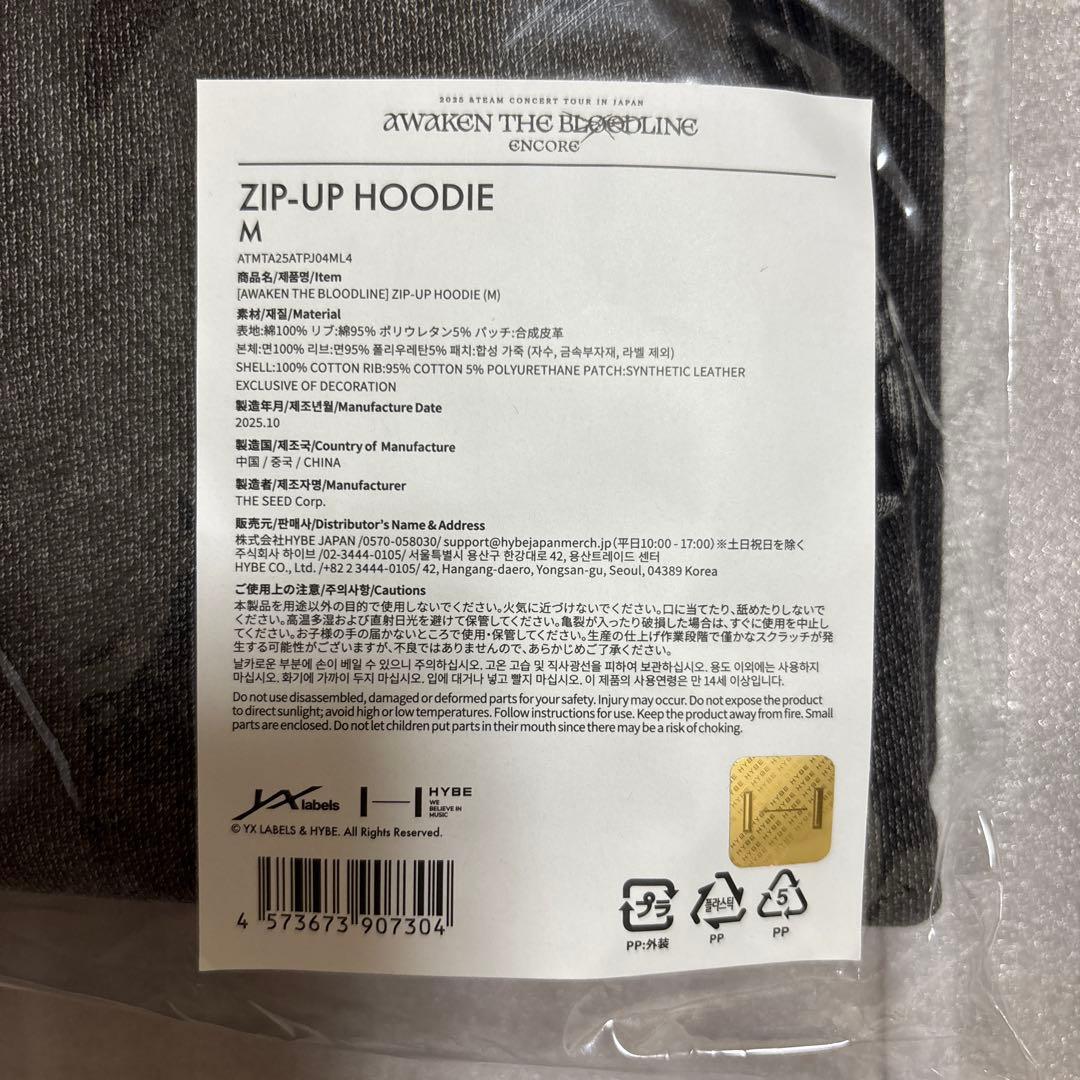 2025 &TEAM CONCERT TOUR IN JAPAN
AWAKEN THE BLOODLINE
ENCORE
ZIP-UP HOODIE
M
ATMTA25ATPJ04ML4
商品名/제품명/Item
[AWAKEN THE BLOODLINE] ZIP-UP HOODIE (M)
素材/재질/Material
表地:綿100% リブ:綿95% ポリウレタン5% パッチ:合成皮革
본체:면100% 리브:면95% 폴리우레탄5% 패치:합성 가죽 (자수, 금속부자재, 라벨 제외)
SHELL:100% COTTON RIB:95% COTTON 5% POLYURETHANE PATCH:SYNTHETIC LEATHER
EXCLUSIVE OF DECORATION
製造年月/제조년월/Manufacture Date
2025.10
製造国/제조국/Country of Manufacture
中国 / 중국 / CHINA
製造者/제조자명/Manufacturer
THE SEED Corp.
販売元/판매사/Distributor's Name & Address
株式会社HYBE JAPAN /0570-058030/ support@hybejapanmerch.jp(平日10:00 - 17:00)※土日祝日を除く
주식회사 하이브 /02-3444-0105/ 서울특별시 용산구 한강대로 42, 용산트레이드 센터
HYBE CO., Ltd. /+82 2 3444-0105/ 42, Hangang-daero, Yongsan-gu, Seoul, 04389 Korea
ご使用上の注意/주의사항/Cautions
本製品を用途以外の目的で使用しないでください。火気に近づけないでください。口に当てたり、舐めたりしないでください。高温多湿および直射日光を避けて保管してください。亀裂が入ったり破損した場合は、すぐに使用を中止してください。お子様の手の届かないところで使用・保管してください。生産の仕上げ作業段階で僅かなスクラッチが発生する可能性がございますが、不良ではありませんので、あらかじめご了承ください。
날카로운 부분에 손이 베일 수 있으니 주의하십시오. 고온 고습 및 직사광선을 피하여 보관하십시오. 용도 이외에는 사용하지
마십시오. 화기에 가까이 두지 마십시오. 입에 대거나 넣고 빨지 마십시오. 이 제품의 사용연령은 만 14세 이상입니다.
Do not use disassembled, damaged or deformed parts for your safety. Injury may occur. Do not expose the product
to direct sunlight; avoid high or low temperatures. Follow instructions for use. Keep the product away from fire. Small
parts are enclosed. Do not let children put parts in their mouth since there may be a risk of choking.
YX labels
HYBE
WE
BELIEVE IN
MUSIC
© YX LABELS & HYBE. All Rights Reserved.
4 573673 907304
プラ
PP:外装
플라스틱
PP
5
PP
HYBE HYBE HYBE